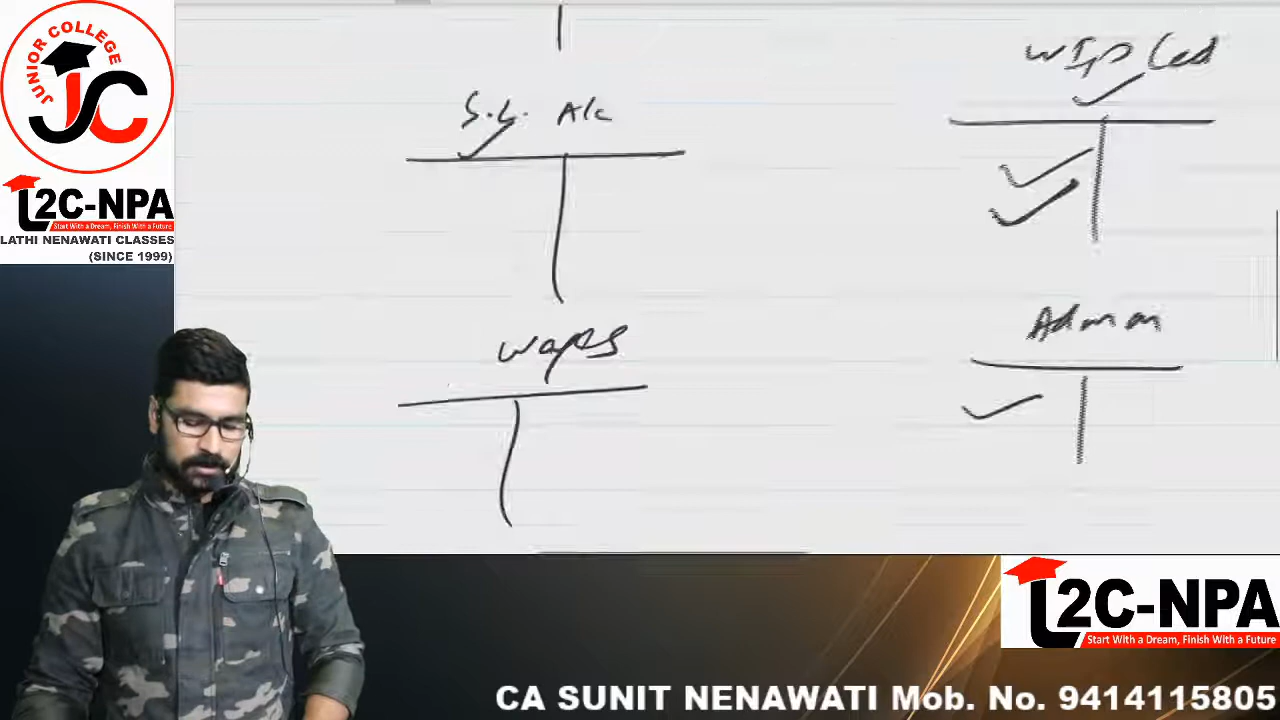 JUNIOR COLLEGE
JC
L2C-NPA
Start With a Dream, Finish With a Future
LATHI NENAWATI CLASSES
(SINCE 1999)
WIP Led
S.L. A/c
Wages
Admn
L2C-NPA
Start With a Dream, Finish With a Future
CA SUNIT NENAWATI Mob. No. 9414115805